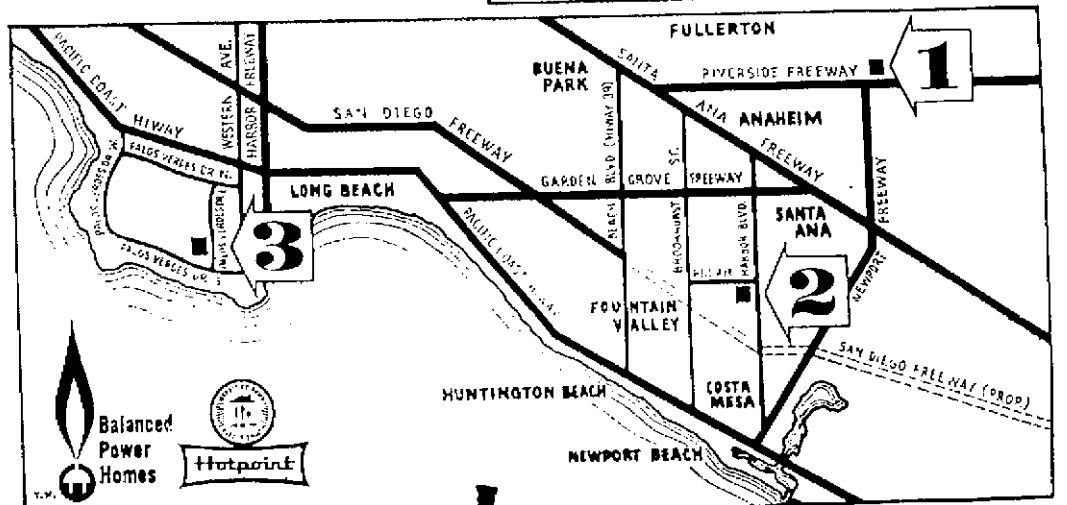 FULLERTON
RIVERSIDE FREEWAY
1
BUENA
PARK
SANTA
ANA
FREEWAY
ANAHEIM
PACIFIC COAST
HIWAY
WESTERN AVE.
HARBOR FREEWAY
SAN DIEGO
FREEWAY
PALOS VERDES DR. N.
PALOS VERDES DR. W.
LONG BEACH
GARDEN GROVE FREEWAY
BEACH BLVD. (HIWAY 39)
BROOKHURST ST.
HARBOR BLVD.
SANTA
ANA
NEWPORT
FREEWAY
3
PALOS VERDES DR. S.
PACIFIC COAST
2
FOUNTAIN
VALLEY
SAN DIEGO FREEWAY (PROP.)
HUNTINGTON BEACH
COSTA
MESA
NEWPORT BEACH
Balanced
Power
Homes
Hotpoint